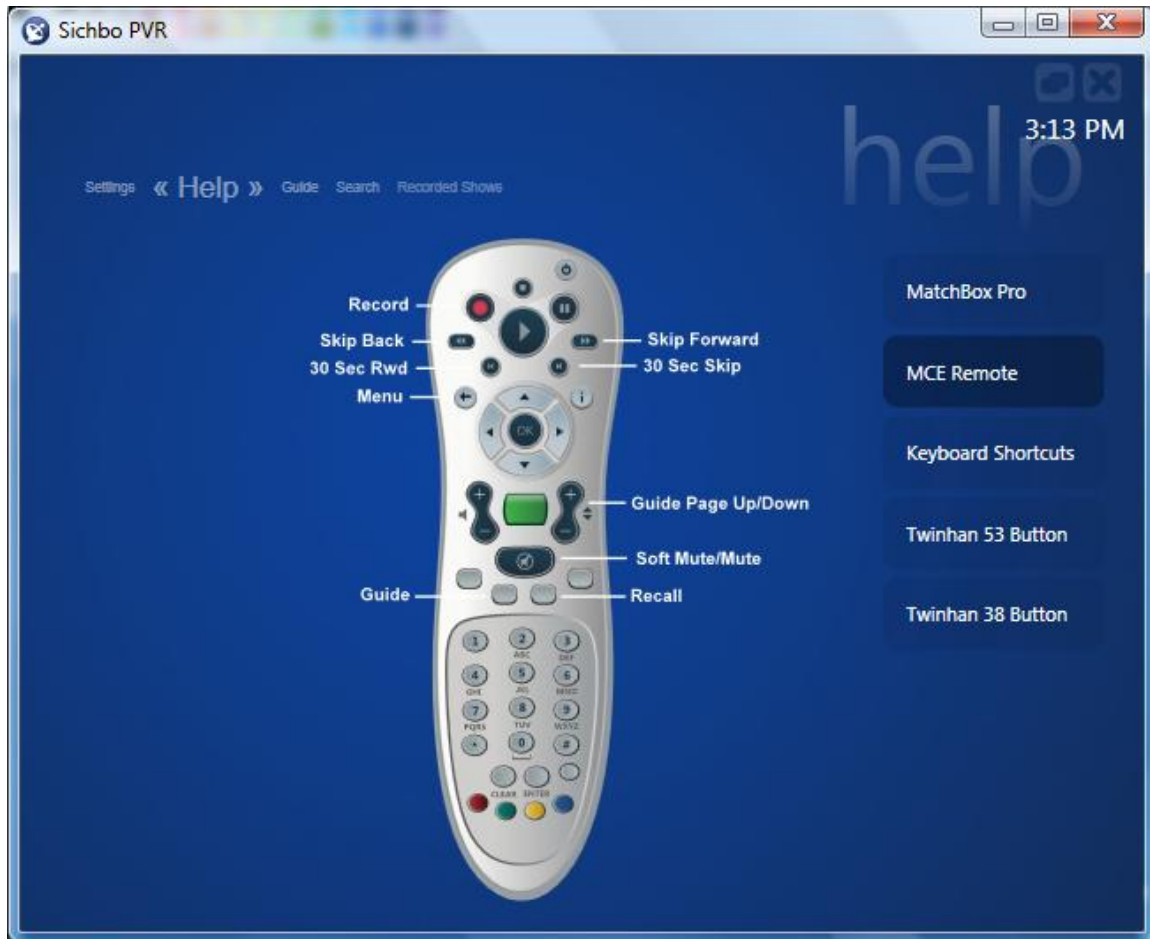 Sichbo PVR
help
3:13 PM
Settings « Help » Guide Search Recorded Shows
Record
Skip Back
30 Sec Rwd
Menu
Skip Forward
30 Sec Skip
OK
i
Guide Page Up/Down
Soft Mute/Mute
Guide
Recall
1 2 3
ABC DEF
4 5 6
GHI JKL MNO
7 8 9
PQRS TUV WXYZ
0 #
CLEAR ENTER
MatchBox Pro
MCE Remote
Keyboard Shortcuts
Twinhan 53 Button
Twinhan 38 Button